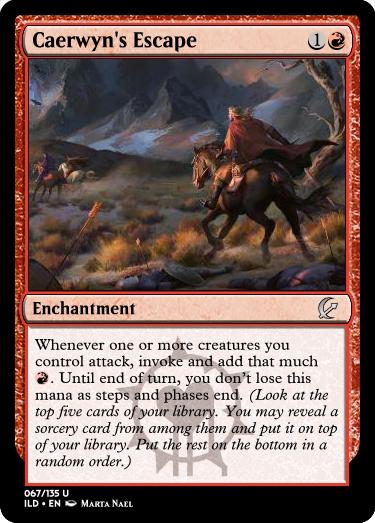 Caerwyn's Escape 1
Enchantment
Whenever one or more creatures you
control attack, invoke and add that much
. Until end of turn, you don't lose this
mana as steps and phases end. (Look at the
top five cards of your library. You may reveal a
sorcery card from among them and put it on top
of your library. Put the rest on the bottom in a
random order.)
067/135 U
ILD • EN Marta Nael